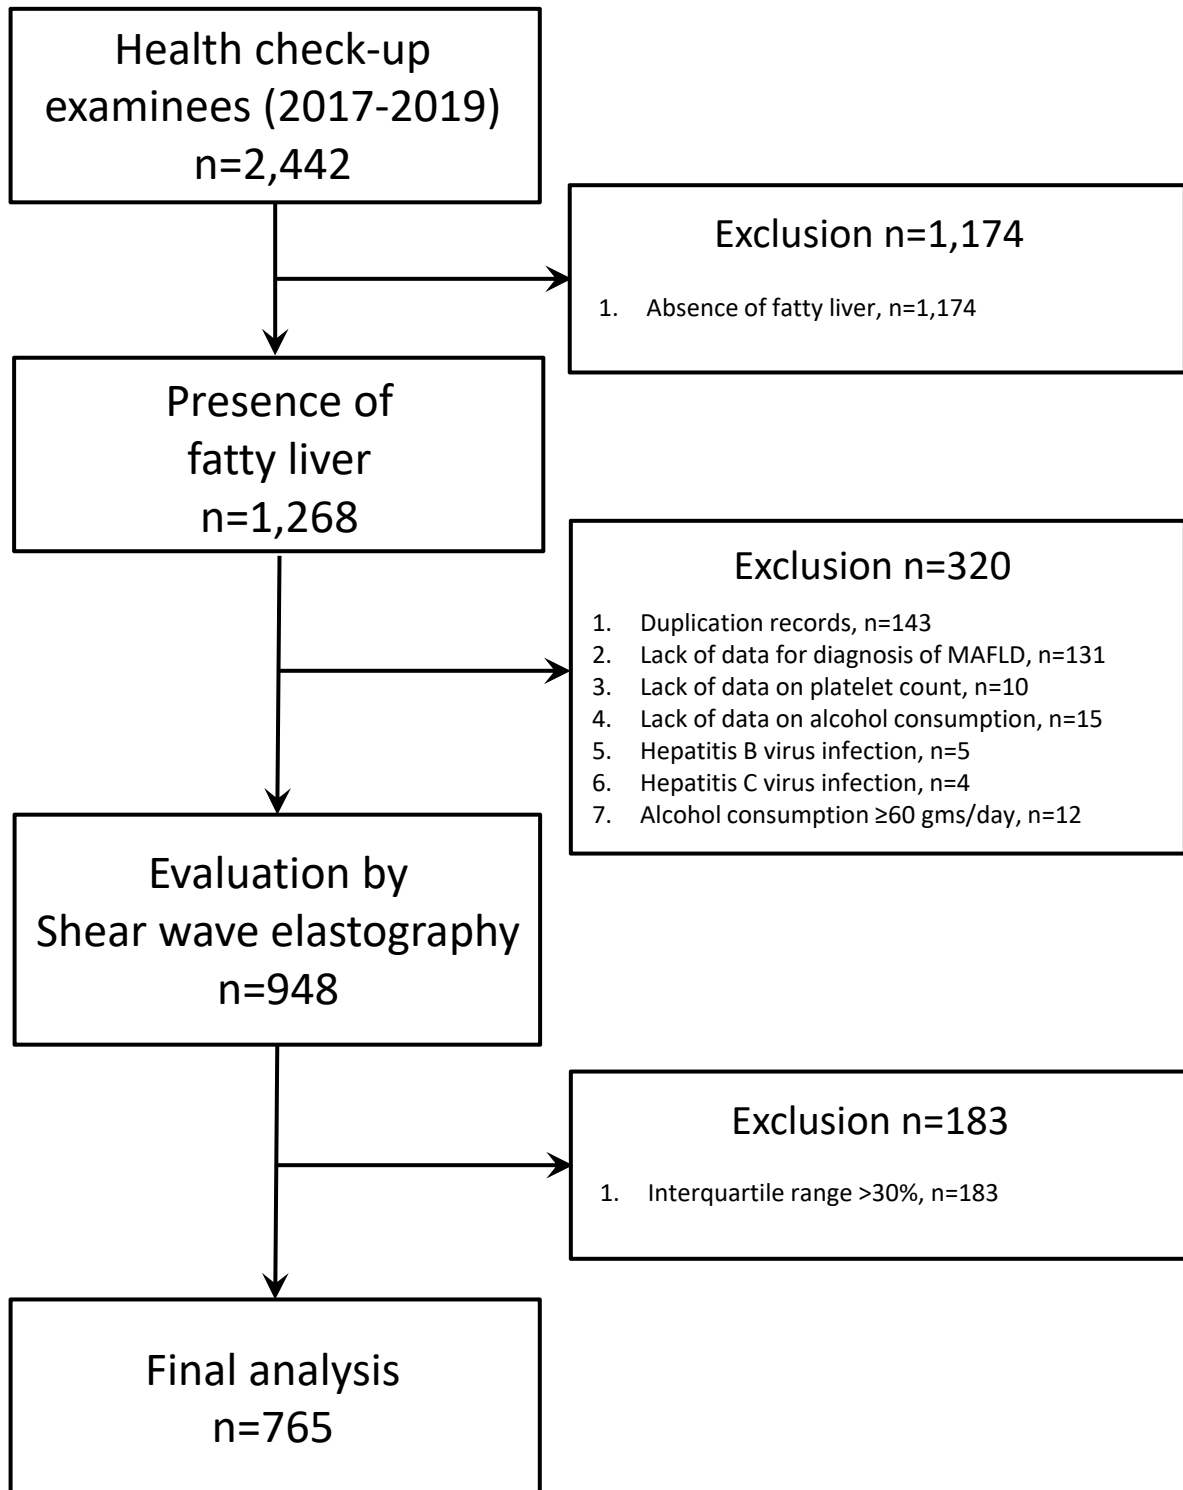 Health check-up
examinees (2017-2019)
n=2,442
Exclusion n=1,174
1. Absence of fatty liver, n=1,174
Presence of
fatty liver
n=1,268
Exclusion n=320
1. Duplication records, n=143
2. Lack of data for diagnosis of MAFLD, n=131
3. Lack of data on platelet count, n=10
4. Lack of data on alcohol consumption, n=15
5. Hepatitis B virus infection, n=5
6. Hepatitis C virus infection, n=4
7. Alcohol consumption ≥60 gms/day, n=12
Evaluation by
Shear wave elastography
n=948
Exclusion n=183
1. Interquartile range >30%, n=183
Final analysis
n=765